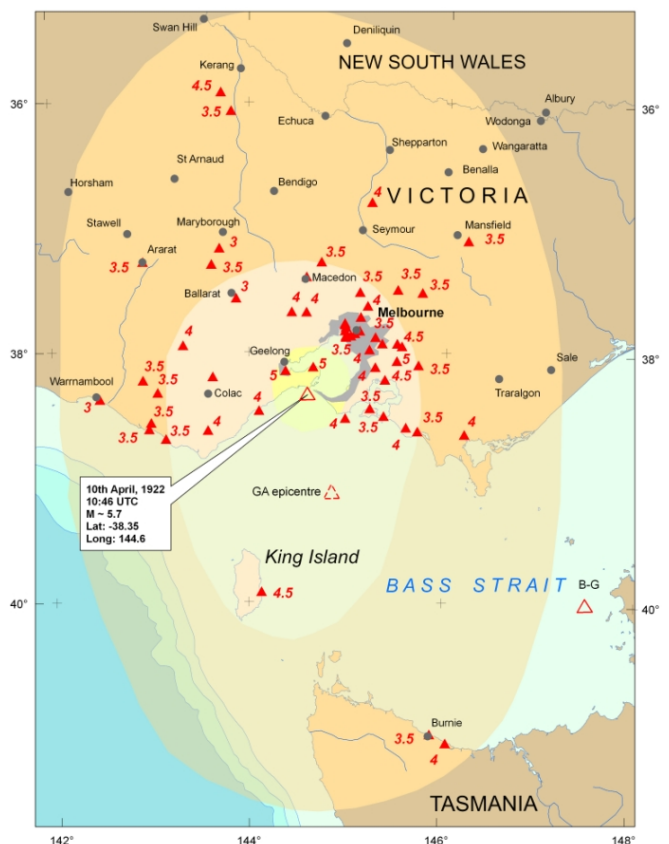 Swan Hill
Deniliquin
NEW SOUTH WALES
Kerang
4.5
3.5
Albury
36°
36°
Echuca
Wodonga
Shepparton
Wangaratta
St Arnaud
Benalla
Horsham
Bendigo
4
VICTORIA
Stawell
Maryborough
Seymour
Mansfield
3
3.5
Ararat
3.5
3.5
3.5
Macedon
3.5
3.5
3.5
Ballarat
3
4
4
4
Melbourne
3.5
4
4.5
38°
38°
Geelong
3.5
4
Sale
3.5
5
5
4
4.5
3.5
Warrnambool
3.5
Colac
Traralgon
3
4
3.5
3.5
4
3.5
3.5
4
3.5
3.5
4
4
10th April, 1922
10:46 UTC
M ~ 5.7
Lat: -38.35
Long: 144.6
GA epicentre
King Island
BASS STRAIT
B-G
4.5
40°
40°
Burnie
3.5
4
TASMANIA
142°
144°
146°
148°